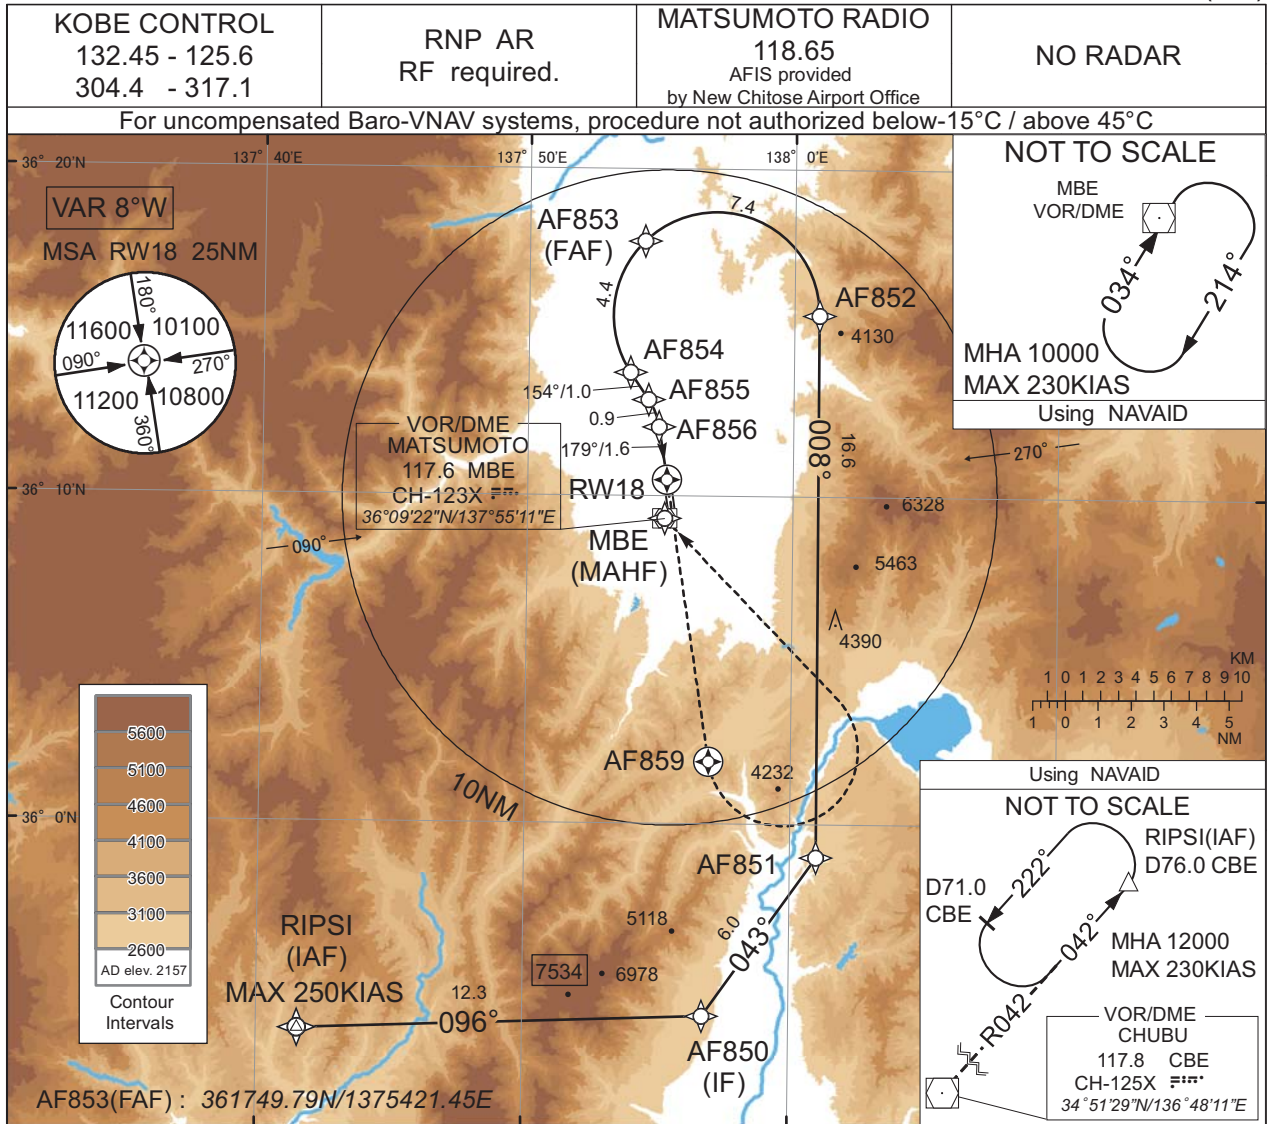 KOBE CONTROL
132.45 - 125.6
304.4 - 317.1
RNP AR
RF required.
MATSUMOTO RADIO
118.65
AFIS provided
by New Chitose Airport Office
NO RADAR
For uncompensated Baro-VNAV systems, procedure not authorized below-15°C / above 45°C
36° 20'N
137° 40'E
137° 50'E
138° 0'E
VAR 8°W
MSA RW18 25NM
180°
11600
10100
090°
270°
11200
10800
360°
AF853
(FAF)
7.4
4.4
AF852
4130
AF854
154°/1.0
AF855
0.9
AF856
179°/1.6
VOR/DME
MATSUMOTO
117.6 MBE
CH-123X
36°09'22"N/137°55'11"E
RW18
MBE
(MAHF)
008°
16.6
270°
6328
5463
4390
36° 10'N
090°
NOT TO SCALE
MBE
VOR/DME
034°
214°
MHA 10000
MAX 230KIAS
Using NAVAID
KM
1 0 1 2 3 4 5 6 7 8 9 10
1 0 1 2 3 4 5
NM
5600
5100
4600
4100
3600
3100
2600
AD elev. 2157
Contour
Intervals
AF859
4232
10NM
36° 0'N
AF851
5118
6.0
043°
7534
6978
RIPSI
(IAF)
MAX 250KIAS
12.3
096°
AF850
(IF)
AF853(FAF) : 361749.79N/1375421.45E
Using NAVAID
NOT TO SCALE
RIPSI(IAF)
D76.0 CBE
222°
D71.0
CBE
042°
MHA 12000
MAX 230KIAS
R042
VOR/DME
CHUBU
117.8 CBE
CH-125X
34°51'29"N/136°48'11"E